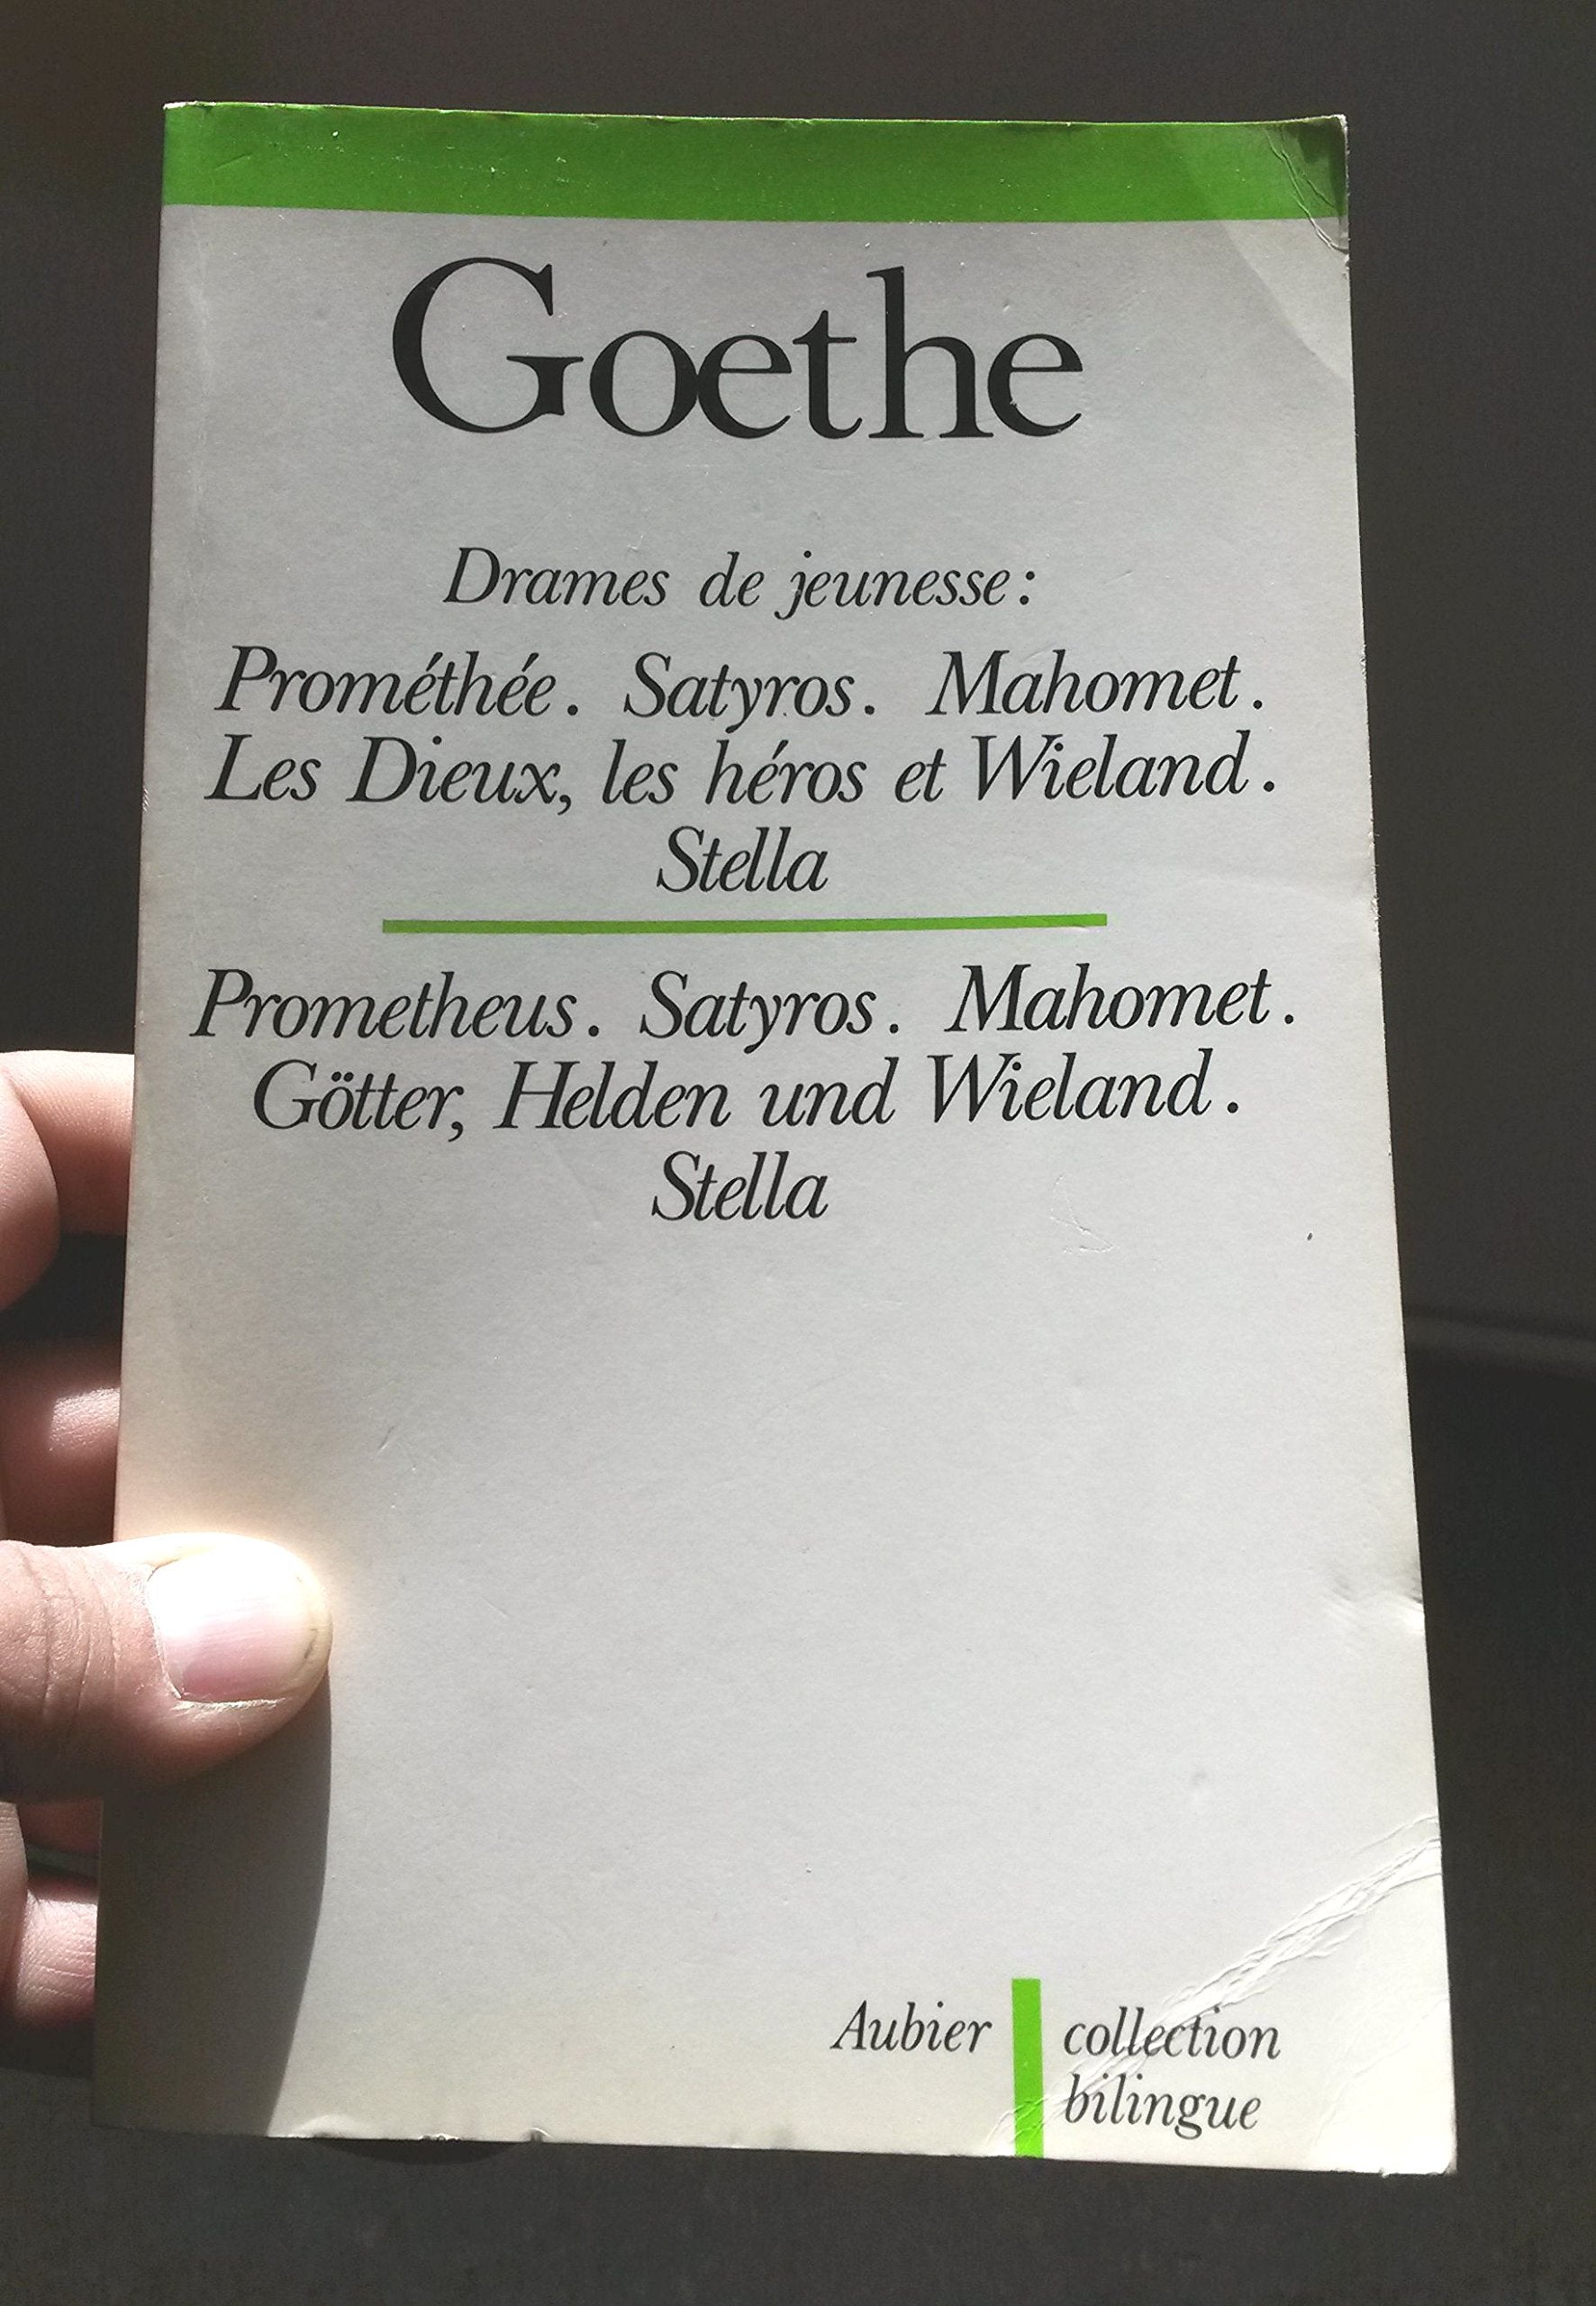 Goethe
Drames de jeunesse:
Prométhée. Satyros. Mahomet.
Les Dieux, les héros et Wieland.
Stella
Prometheus. Satyros. Mahomet.
Götter, Helden und Wieland.
Stella
Aubier
collection
bilingue